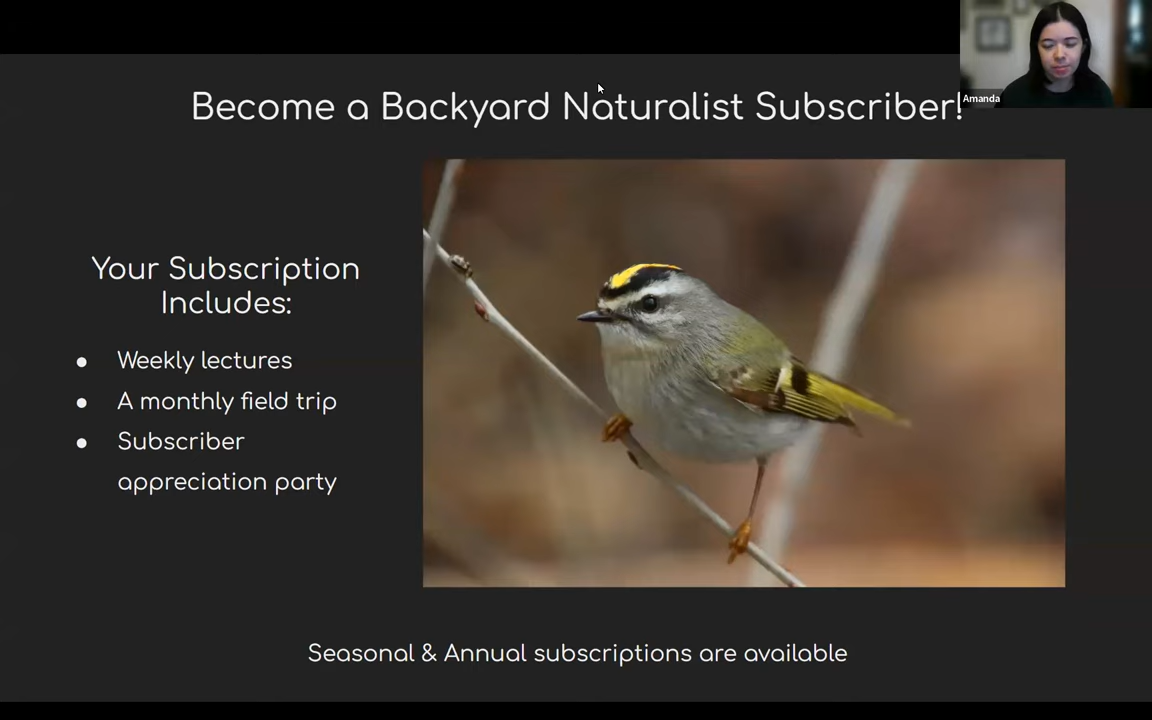 Amanda
Become a Backyard Naturalist Subscriber!
Your Subscription
Includes:
● Weekly lectures
● A monthly field trip
● Subscriber
appreciation party
Seasonal & Annual subscriptions are available